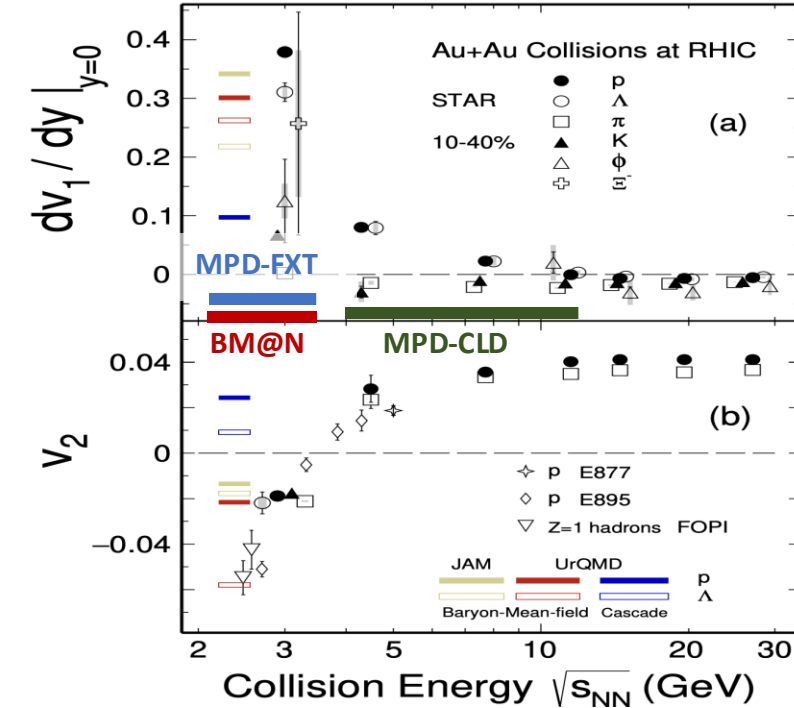 dv₁ / dy |y=0
0.4
0.3
0.2
0.1
0
Au+Au Collisions at RHIC
STAR
10-40%
p
Λ
π
K
ϕ
Ξ⁻
(a)
MPD-FXT
BM@N
MPD-CLD
v₂
0.04
0
−0.04
(b)
p E877
p E895
Z=1 hadrons FOPI
JAM UrQMD
p
Λ
Baryon-Mean-field Cascade
2 3 4 5 10 20 30
Collision Energy √sNN (GeV)